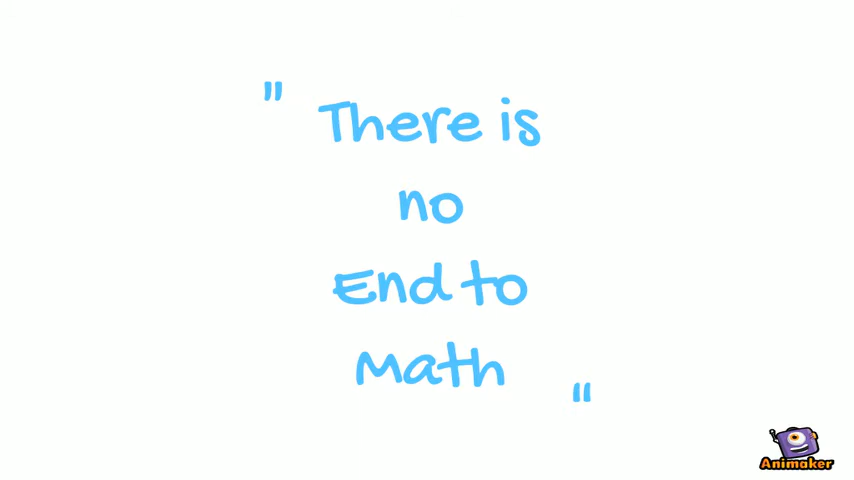 " There is
no
End to
Math "
Animaker